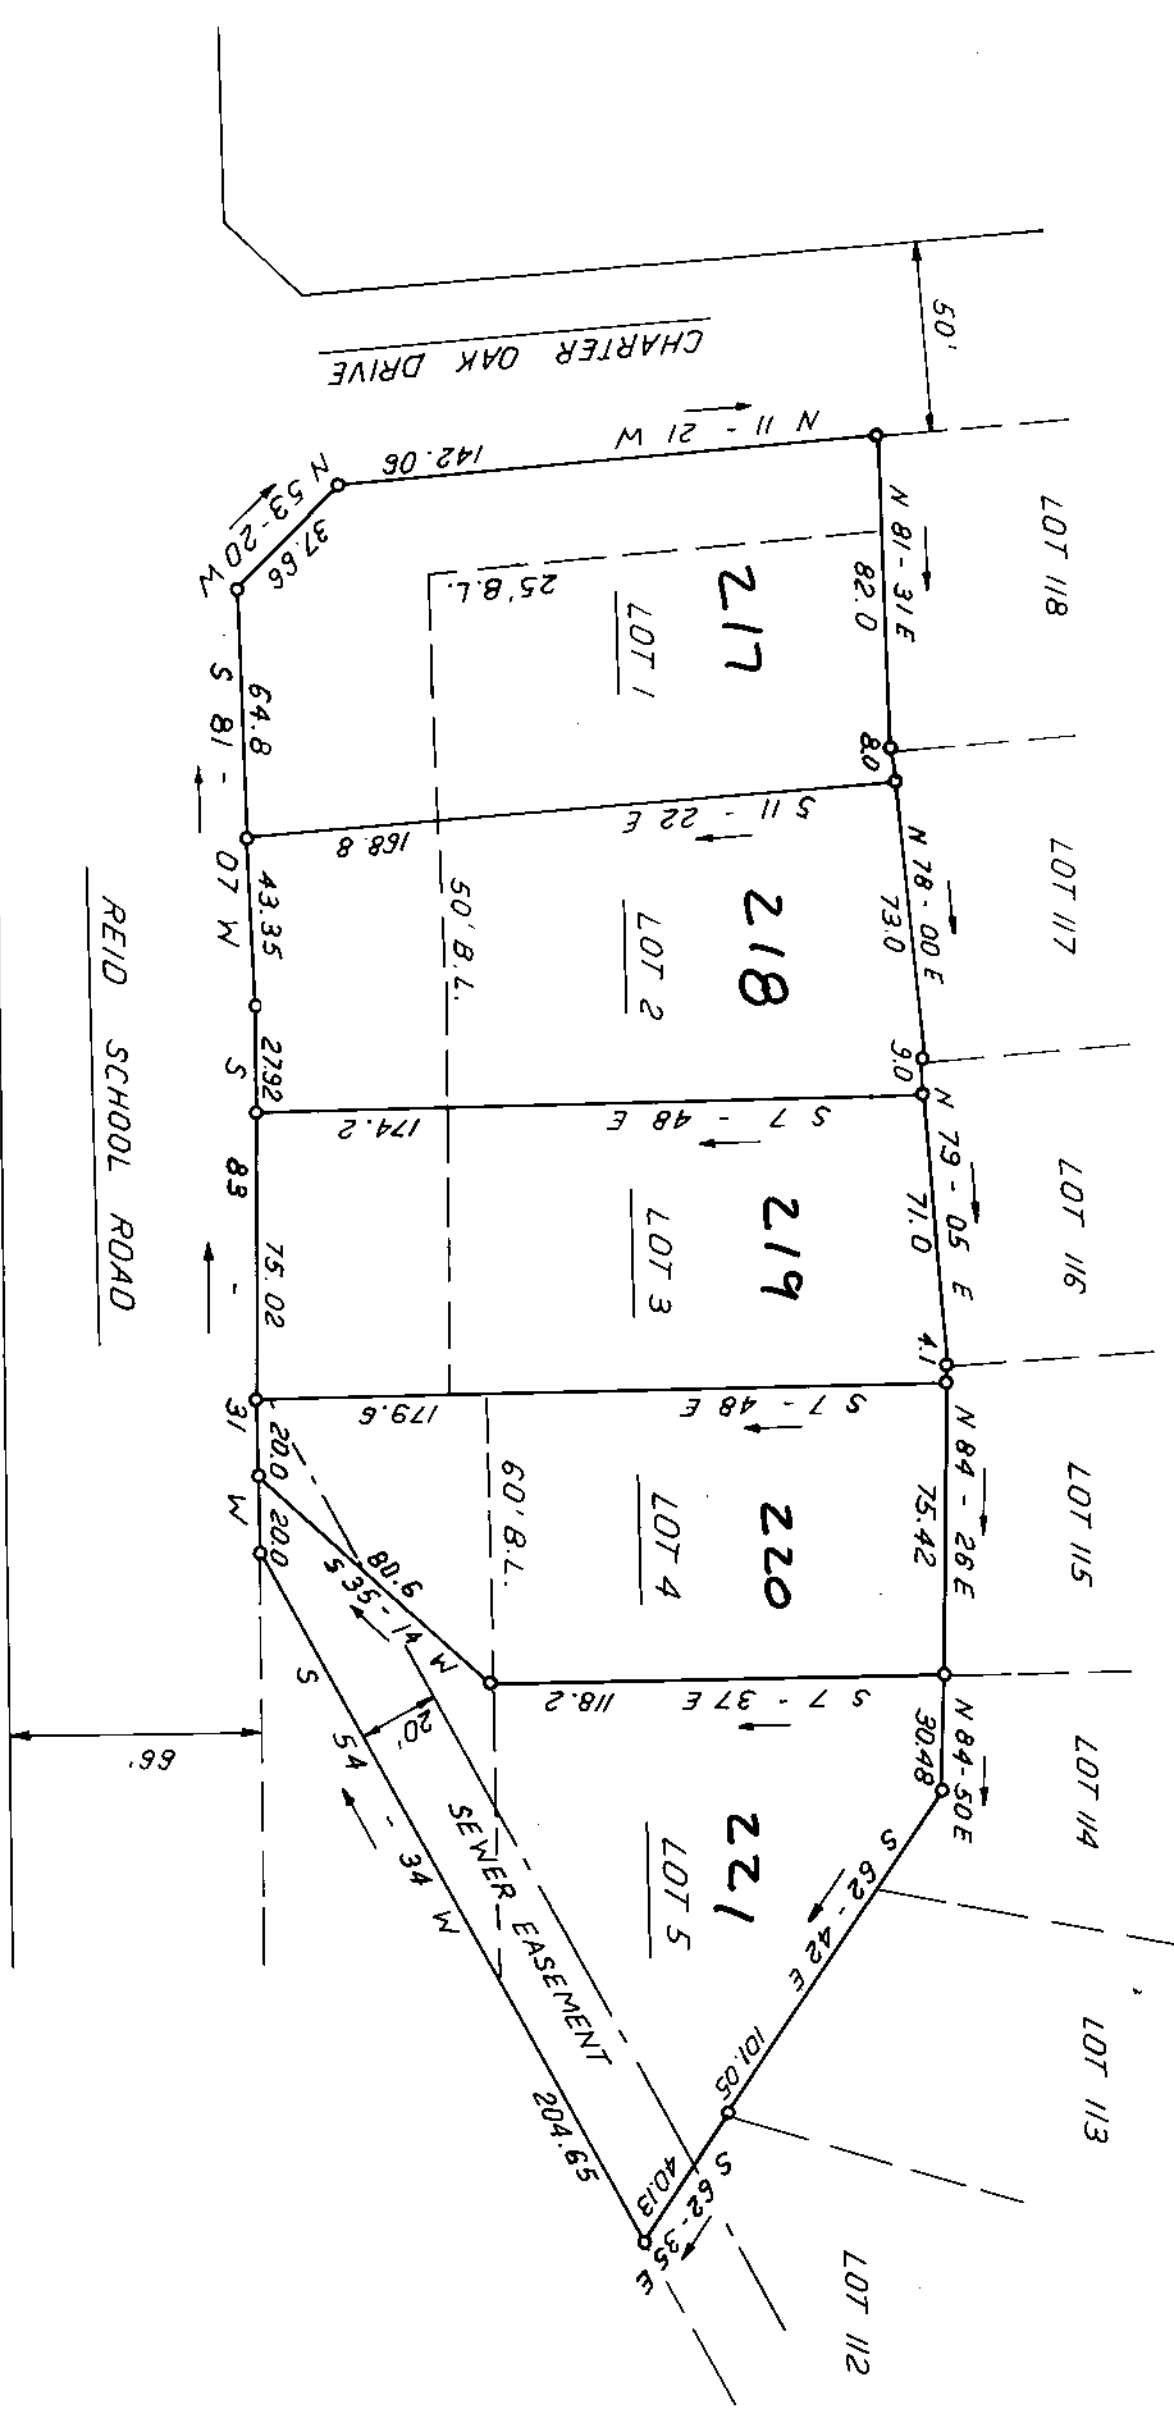 LOT 118
LOT 117
LOT 116
LOT 115
LOT 114
LOT 113
LOT 112
50'
CHARTER OAK DRIVE
N 11 - 21 W
142.06
N 53-20 W
37.66
N 81 - 31 E
82.0
8.0
N 78 - 00 E
73.0
9.0
N 79 - 05 E
71.0
4.1
N 84 - 26 E
75.42
N 84-50 E
30.48
S 62 - 42 E
101.05
S 62-35 E
40.13
217
LOT 1
25' B.L.
S 11 - 22 E
168.8
218
LOT 2
50' B.L.
S 7 - 48 E
174.2
219
LOT 3
S 7 - 48 E
179.6
220
LOT 4
60' B.L.
S 7 - 37 E
118.2
80.9
S 35 - 14 W
221
LOT 5
SEWER EASEMENT
20'
S 54 - 34 W
204.65
64.8
43.35
27.92
75.02
20.0
20.0
S 81 - 07 W
S 83 - 31 W
REID SCHOOL ROAD
66'